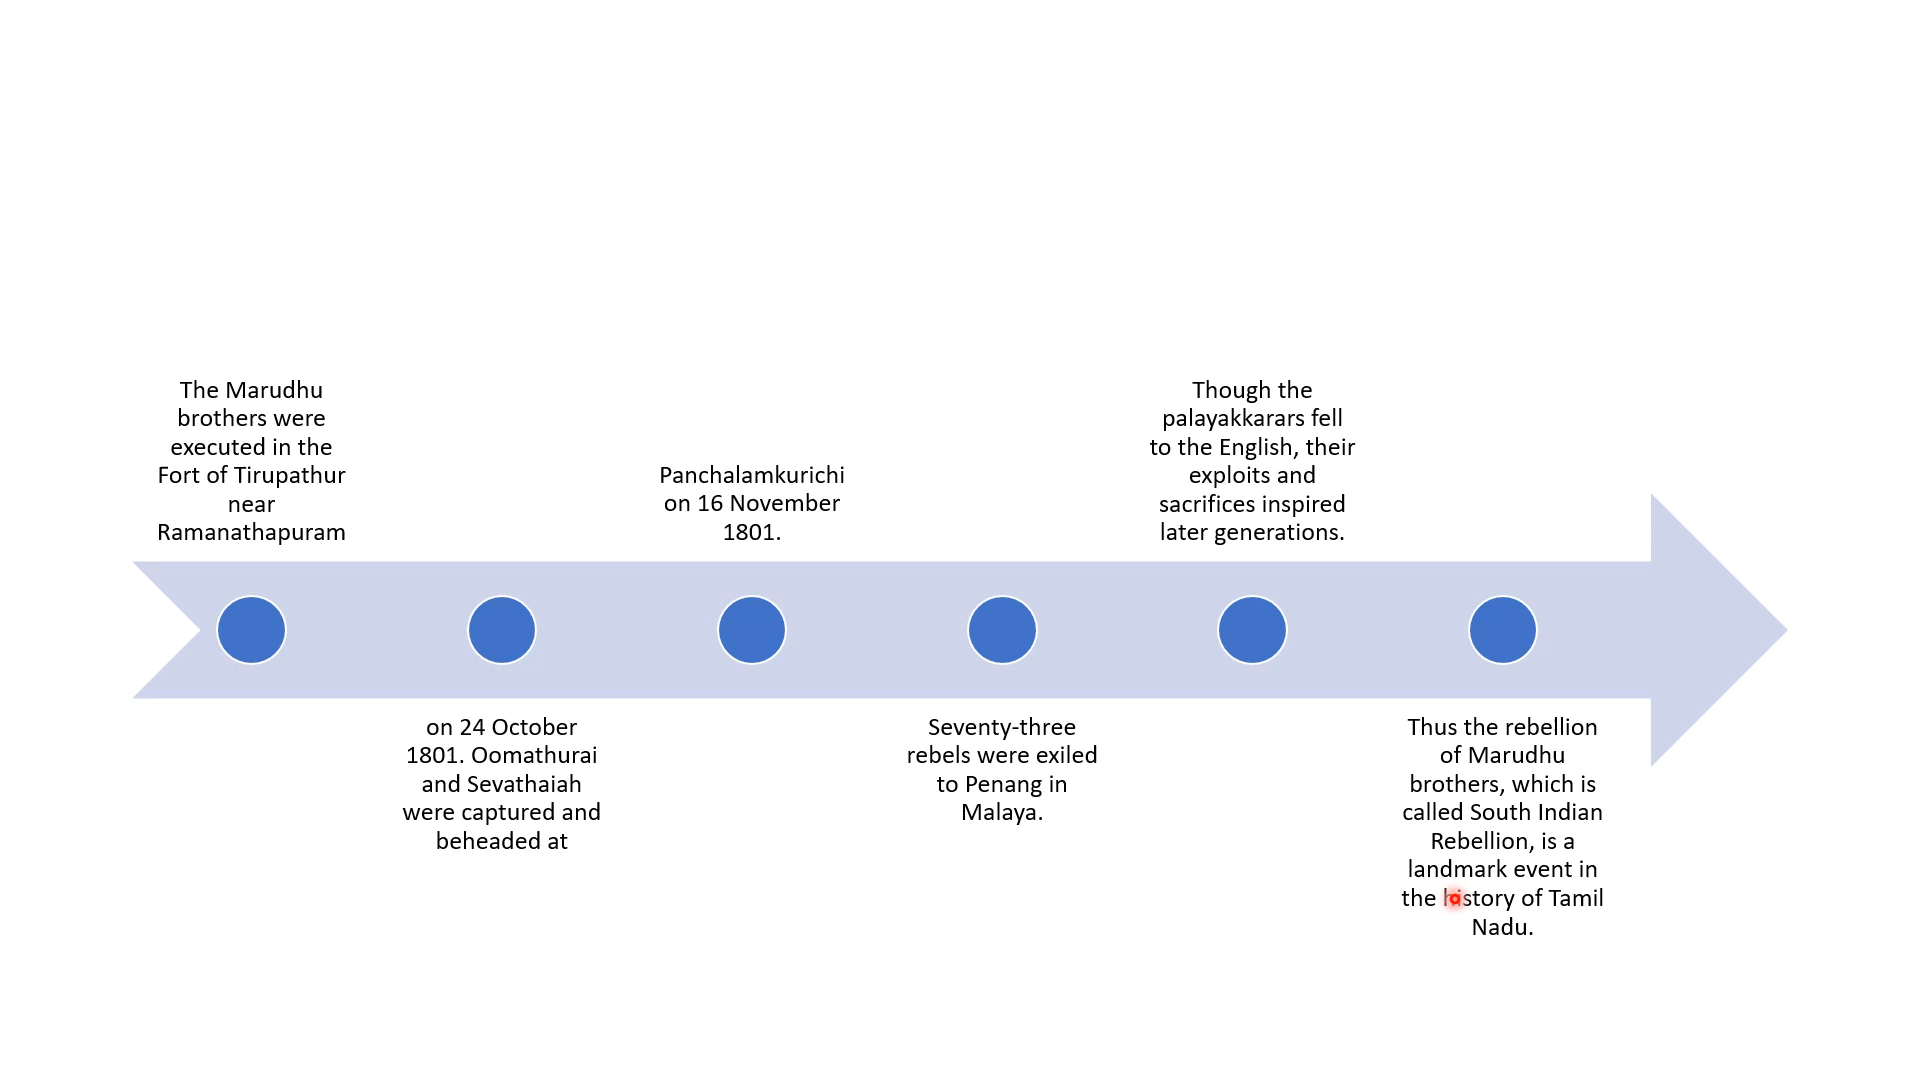 The Marudhu
brothers were
executed in the
Fort of Tirupathur
near
Ramanathapuram
on 24 October
1801. Oomathurai
and Sevathaiah
were captured and
beheaded at
Panchalamkurichi
on 16 November
1801.
Seventy-three
rebels were exiled
to Penang in
Malaya.
Though the
palayakkarars fell
to the English, their
exploits and
sacrifices inspired
later generations.
Thus the rebellion
of Marudhu
brothers, which is
called South Indian
Rebellion, is a
landmark event in
the history of Tamil
Nadu.